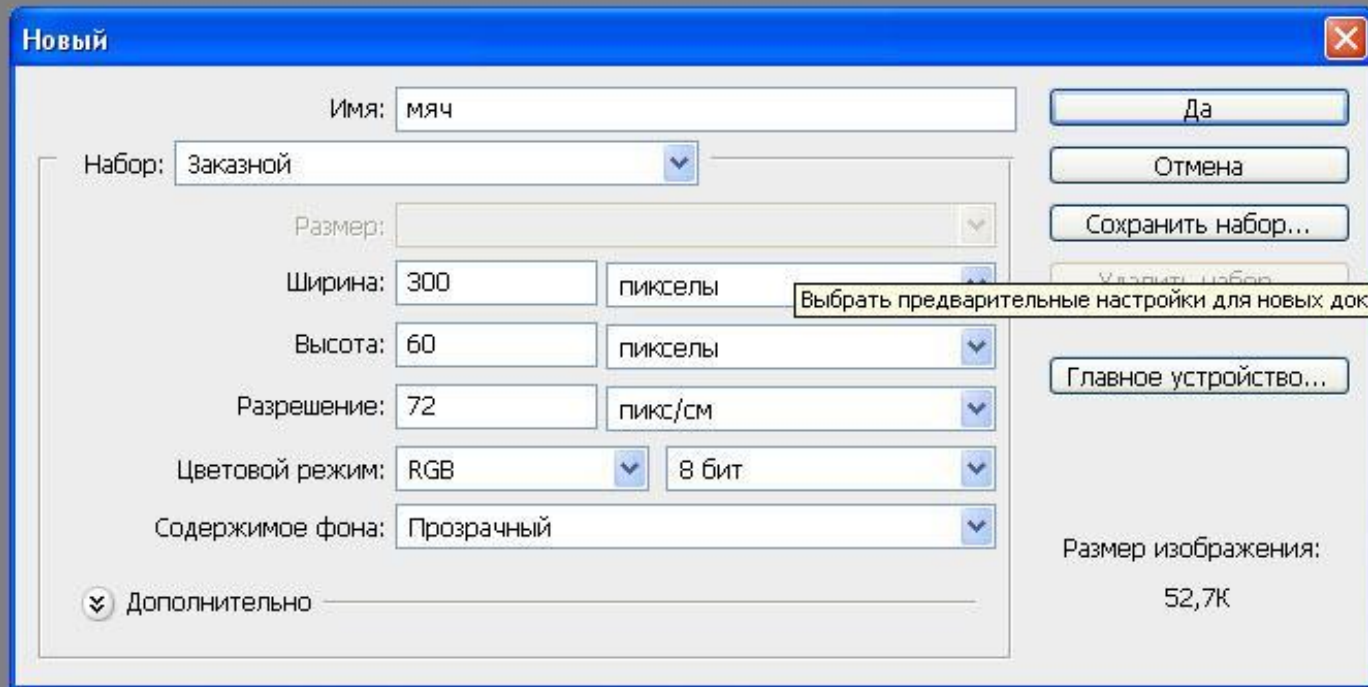 Новый
Имя: мяч
Да
Набор: Заказной
Отмена
Размер:
Сохранить набор...
Ширина: 300 пикселы
Удалить набор...
Выбрать предварительные настройки для новых док
Высота: 60 пикселы
Главное устройство...
Разрешение: 72 пикс/см
Цветовой режим: RGB 8 бит
Содержимое фона: Прозрачный
Размер изображения:
52,7K
Дополнительно